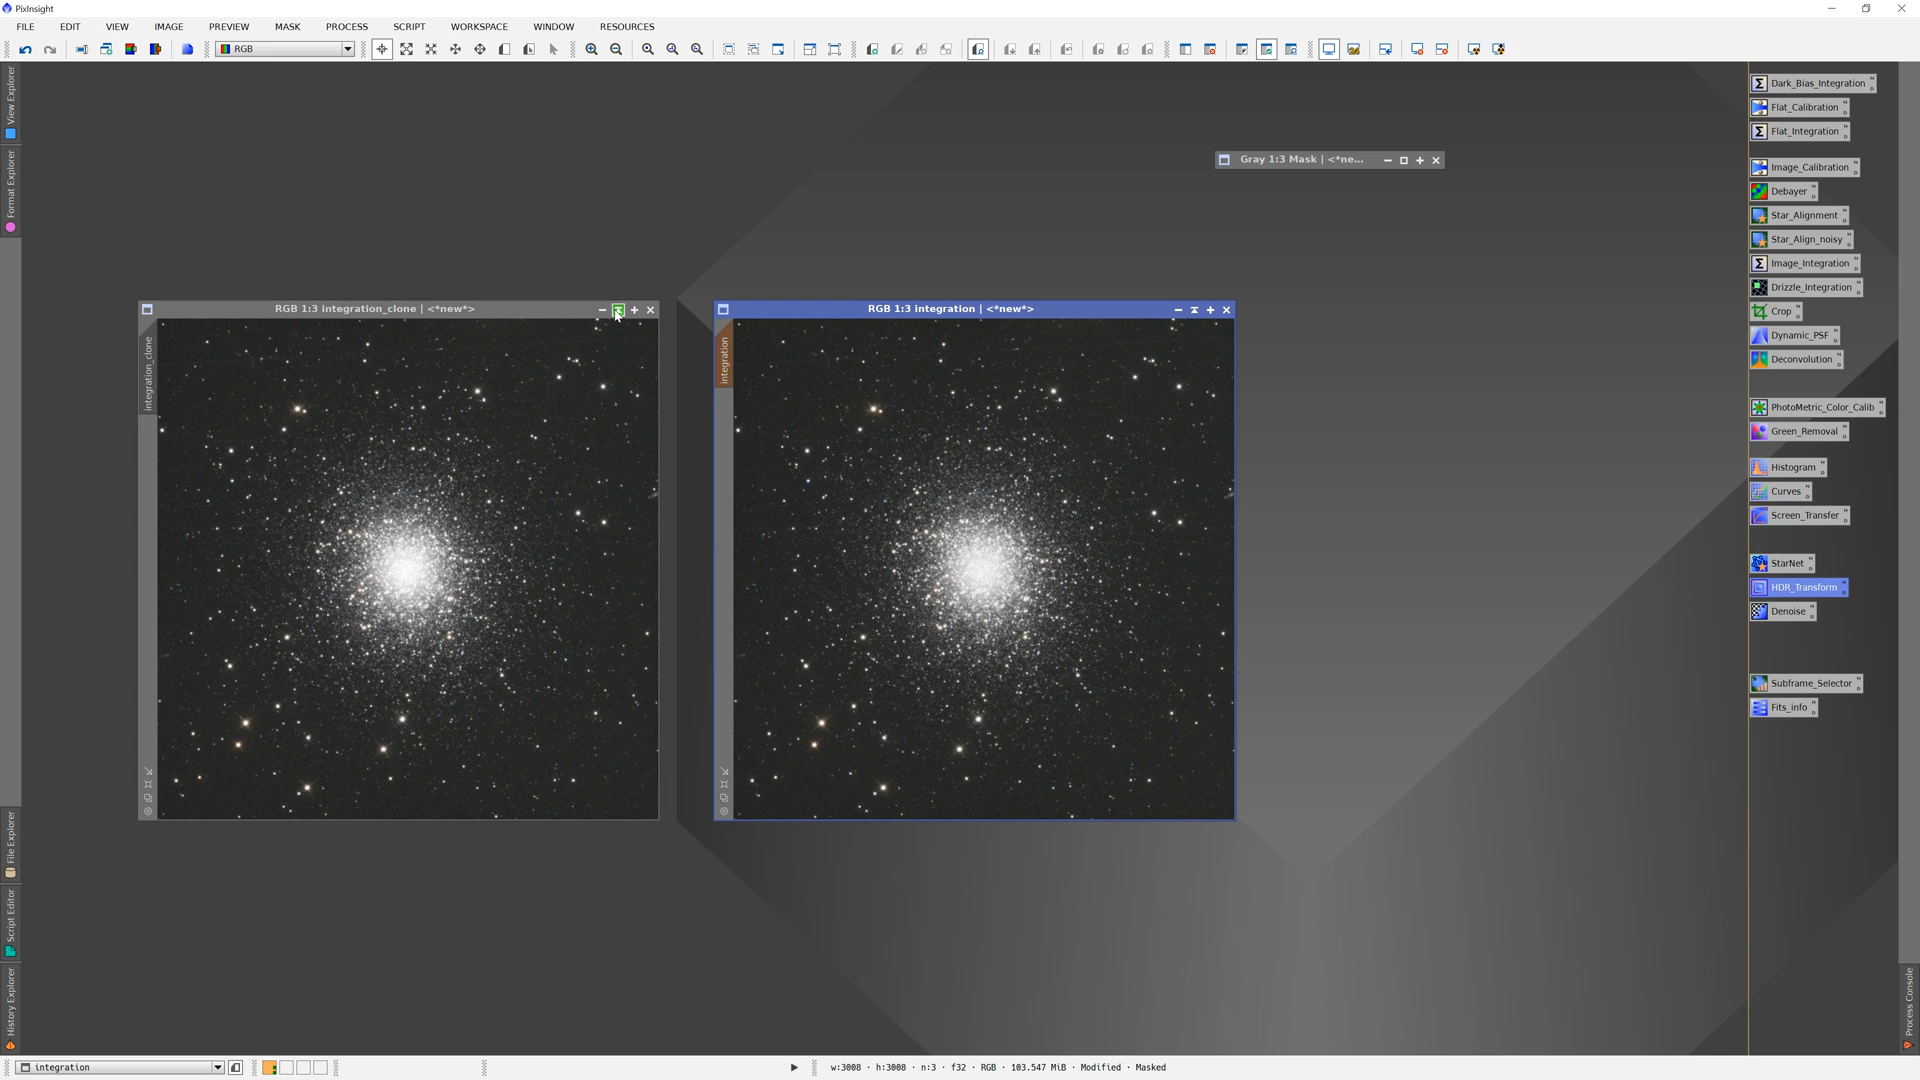 PixInsight
FILE EDIT VIEW IMAGE PREVIEW MASK PROCESS SCRIPT WORKSPACE WINDOW RESOURCES
RGB
View Explorer
Format Explorer
File Explorer
Script Editor
History Explorer
Gray 1:3 Mask | <*ne...
RGB 1:3 integration_clone | <*new*>
integration_clone
RGB 1:3 integration | <*new*>
integration
Dark_Bias_Integration
Flat_Calibration
Flat_Integration
Image_Calibration
Debayer
Star_Alignment
Star_Align_noisy
Image_Integration
Drizzle_Integration
Crop
Dynamic_PSF
Deconvolution
PhotoMetric_Color_Calib
Green_Removal
Histogram
Curves
Screen_Transfer
StarNet
HDR_Transform
Denoise
Subframe_Selector
Fits_info
Process Console
integration
w:3008 · h:3008 · n:3 · f32 · RGB · 103.547 MiB · Modified · Masked